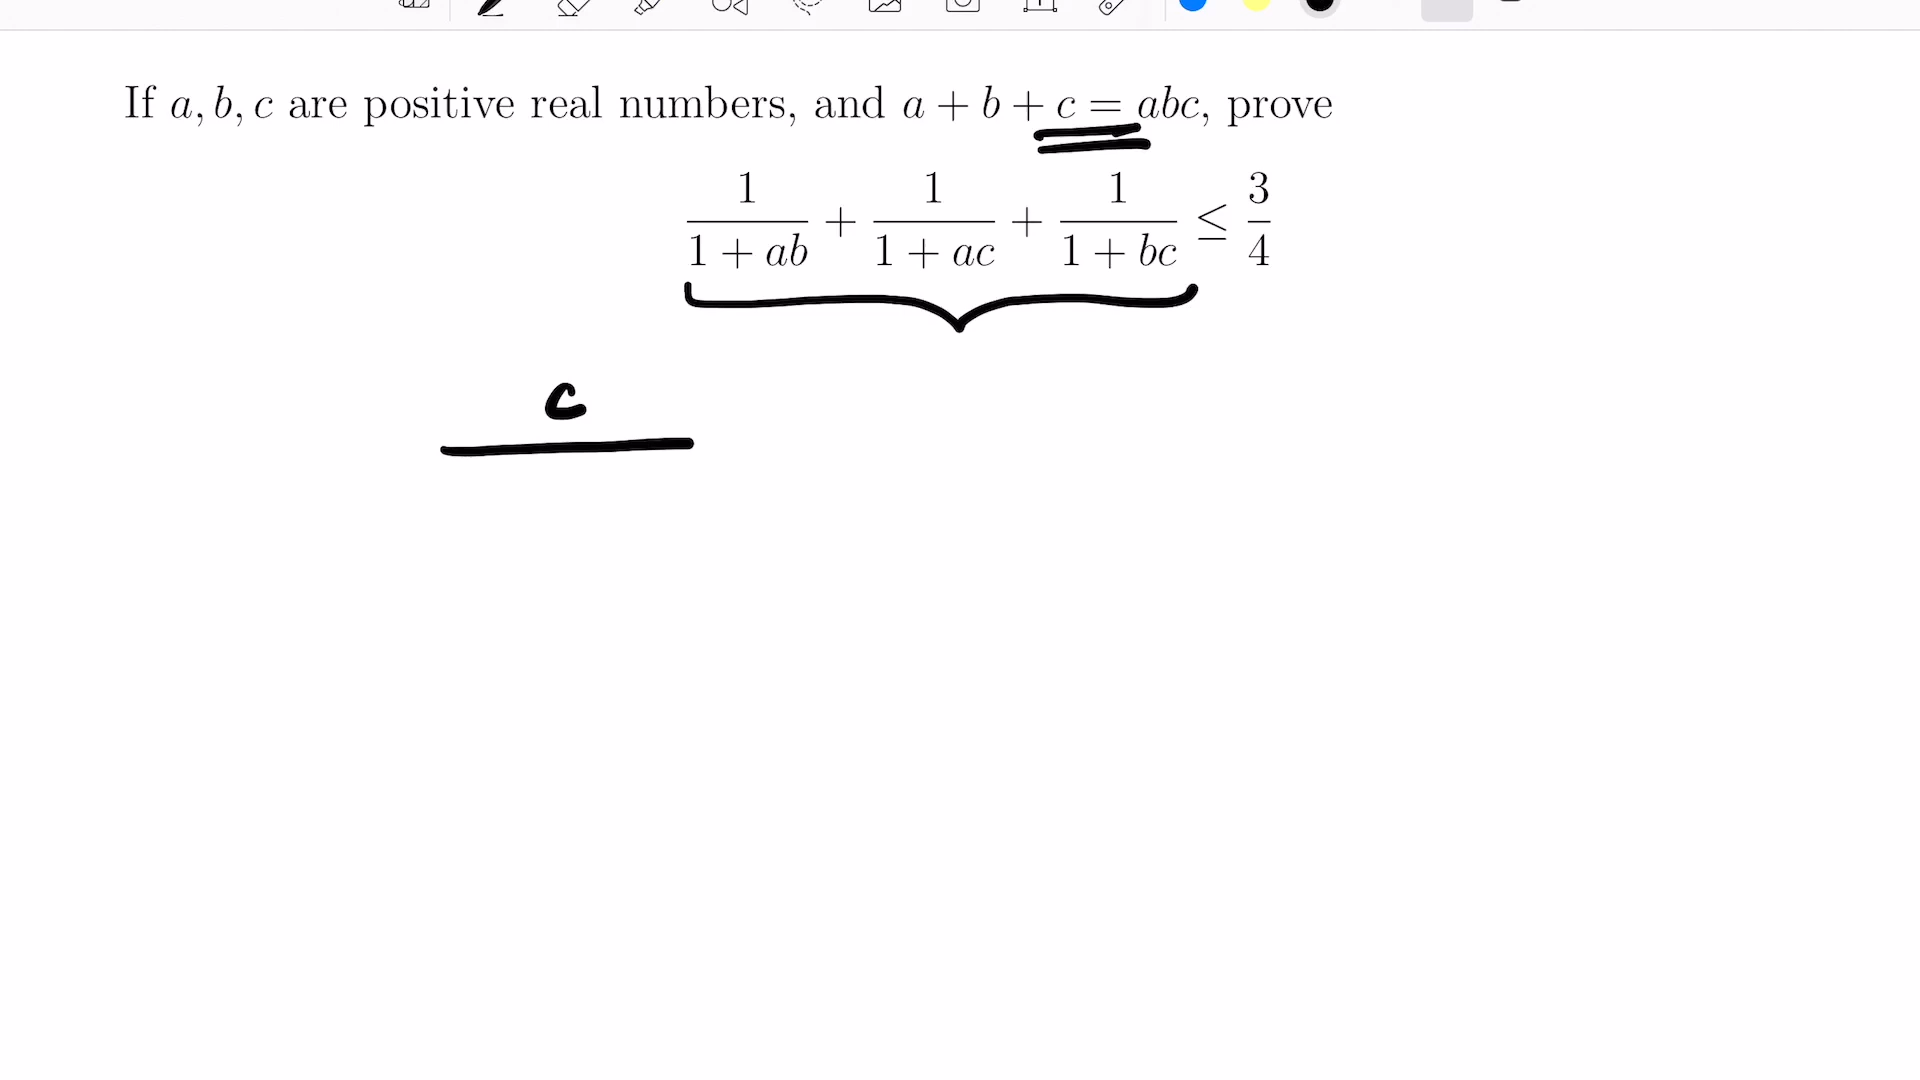 If a, b, c are positive real numbers, and a + b + c = abc, prove
1/(1 + ab) + 1/(1 + ac) + 1/(1 + bc) ≤ 3/4
c